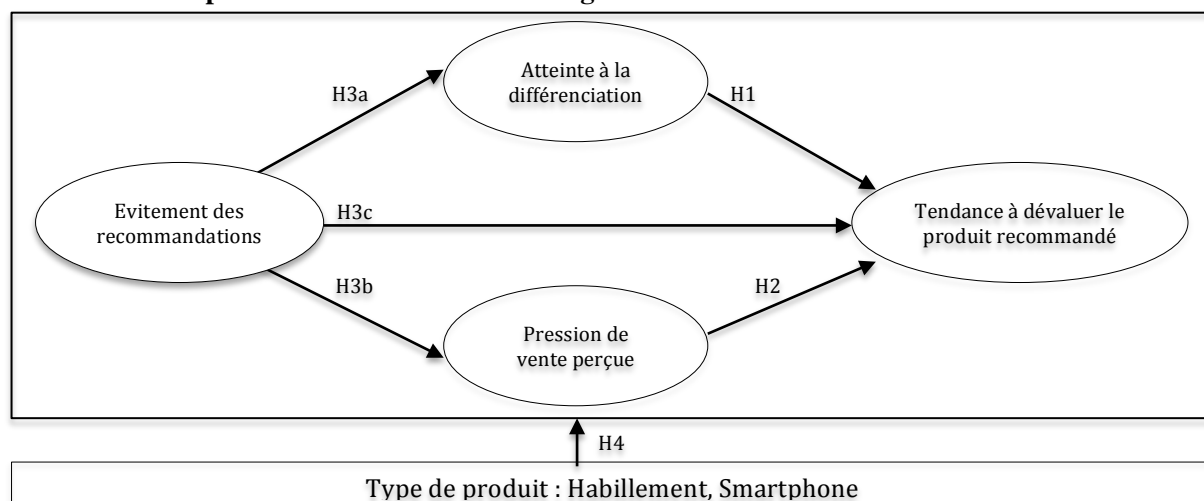 Atteinte à la
différenciation
H3a
H1
Evitement des
recommandations
H3c
Tendance à dévaluer le
produit recommandé
H3b
H2
Pression de
vente perçue
H4
Type de produit : Habillement, Smartphone